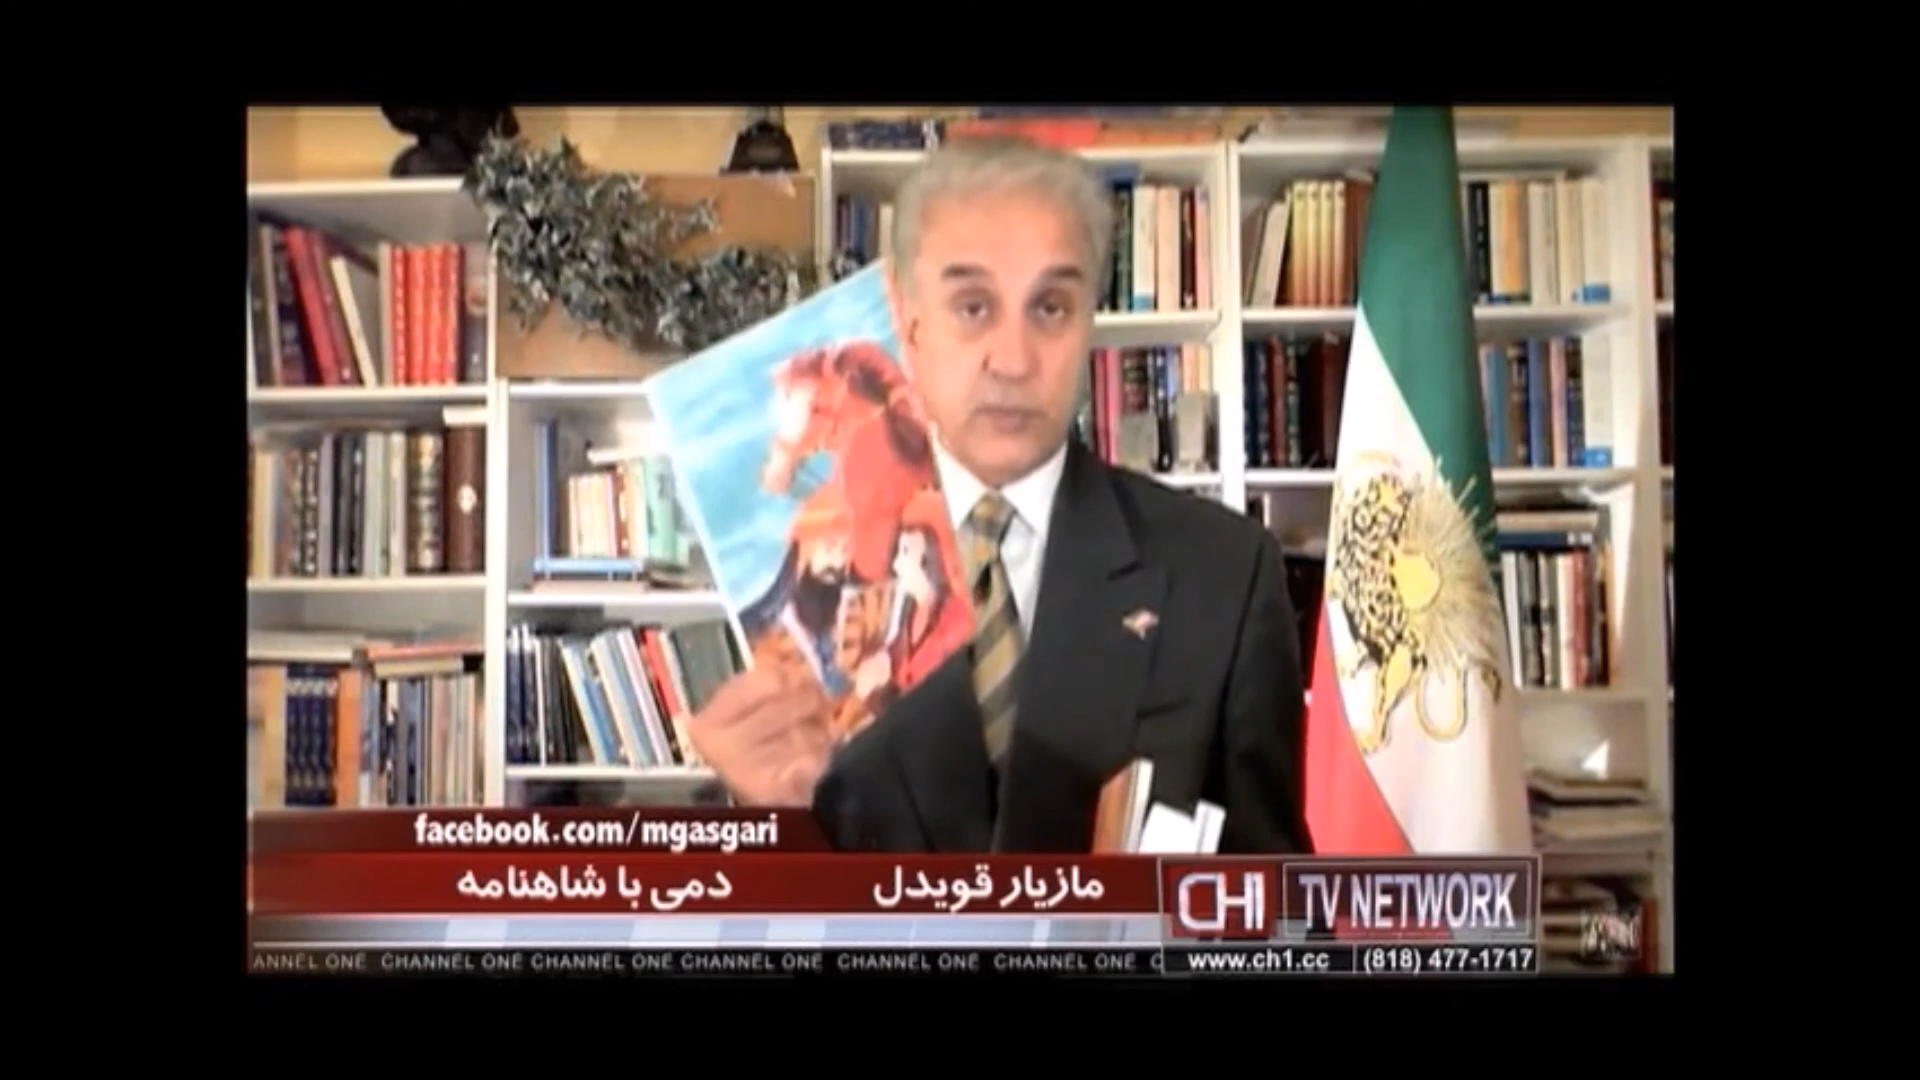 facebook.com/mgasgari
مازیار قویدل
دمی با شاهنامه
CH1
TV NETWORK
ANNEL ONE CHANNEL ONE CHANNEL ONE CHANNEL ONE CHANNEL ONE CHANNEL ONE C
www.ch1.cc
(818) 477-1717